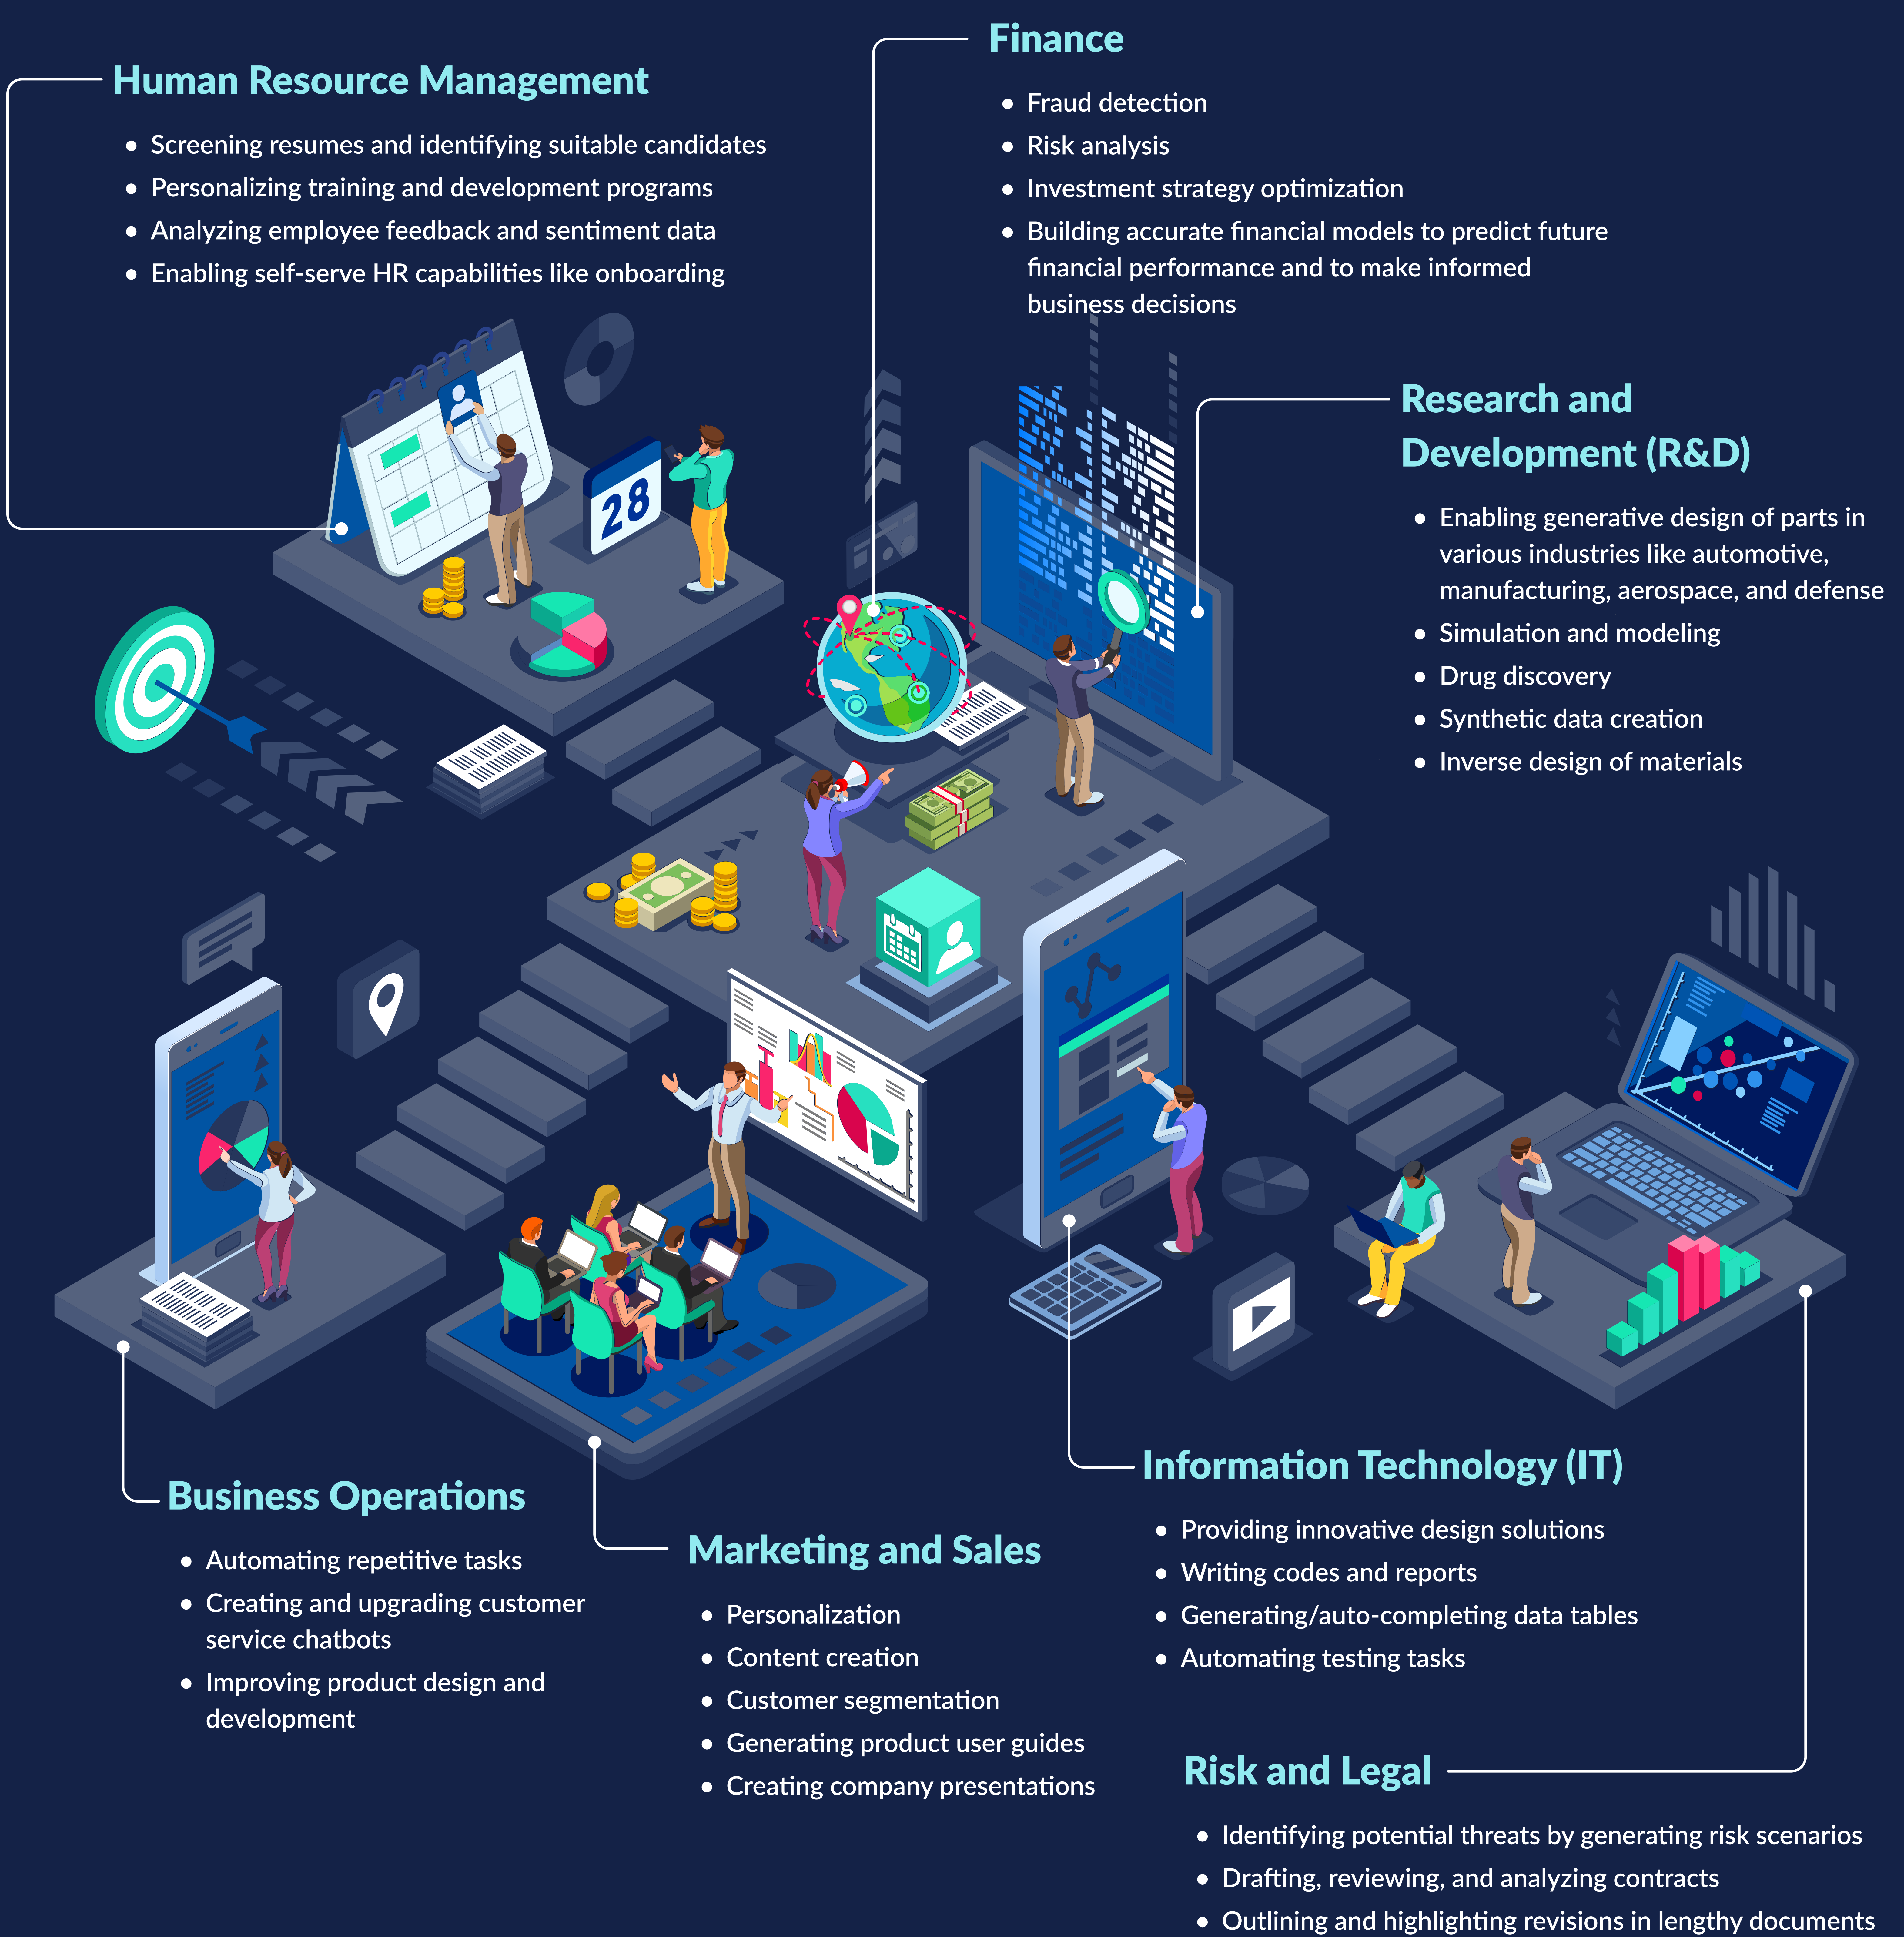 Human Resource Management
• Screening resumes and identifying suitable candidates
• Personalizing training and development programs
• Analyzing employee feedback and sentiment data
• Enabling self-serve HR capabilities like onboarding
Finance
• Fraud detection
• Risk analysis
• Investment strategy optimization
• Building accurate financial models to predict future
financial performance and to make informed
business decisions
Research and
Development (R&D)
• Enabling generative design of parts in
various industries like automotive,
manufacturing, aerospace, and defense
• Simulation and modeling
• Drug discovery
• Synthetic data creation
• Inverse design of materials
28
Business Operations
• Automating repetitive tasks
• Creating and upgrading customer
service chatbots
• Improving product design and
development
Marketing and Sales
• Personalization
• Content creation
• Customer segmentation
• Generating product user guides
• Creating company presentations
Information Technology (IT)
• Providing innovative design solutions
• Writing codes and reports
• Generating/auto-completing data tables
• Automating testing tasks
Risk and Legal
• Identifying potential threats by generating risk scenarios
• Drafting, reviewing, and analyzing contracts
• Outlining and highlighting revisions in lengthy documents